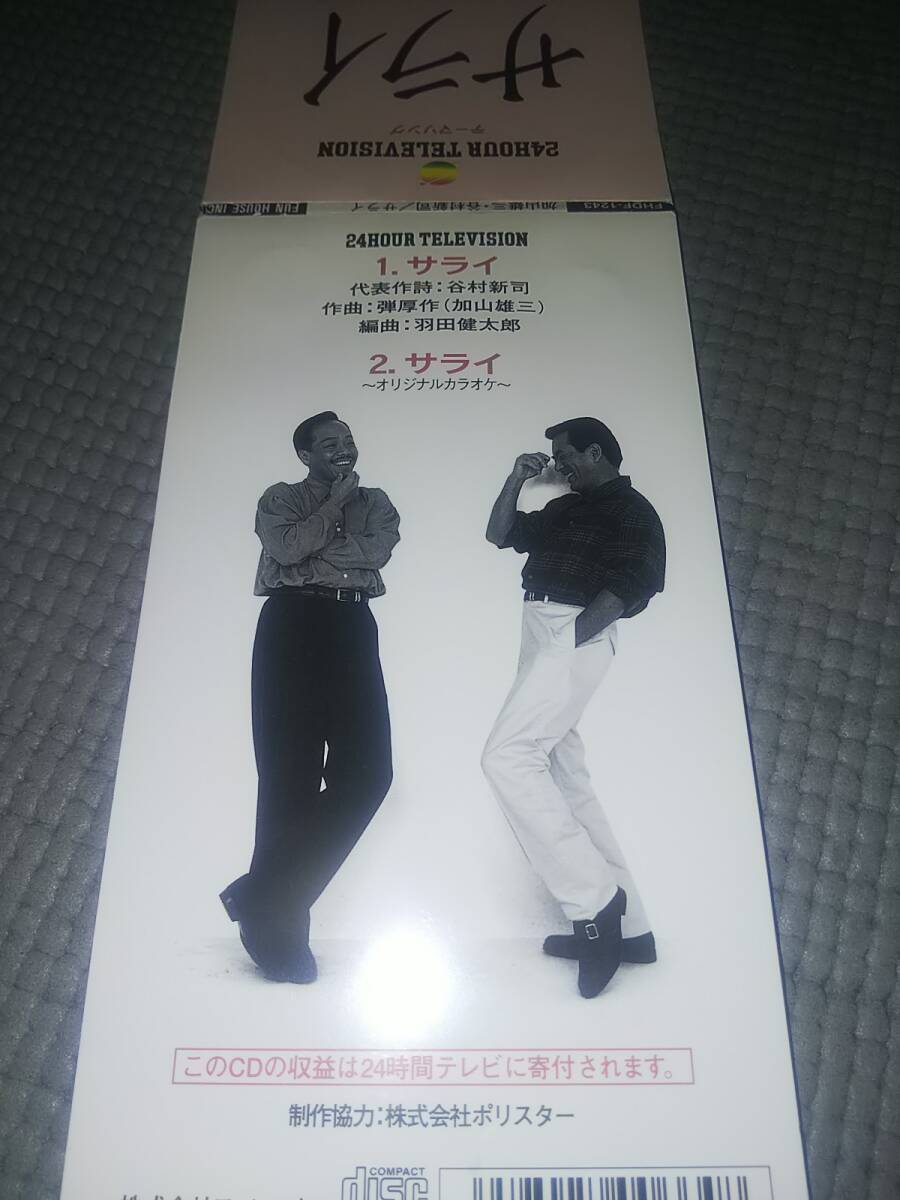 サライ
テーマソング
24HOUR TELEVISION
FHDF-1243
加山雄三・谷村新司／サライ
FUN HOUSE INC.
24HOUR TELEVISION
1. サライ
代表作詩：谷村新司
作曲：弾厚作（加山雄三）
編曲：羽田健太郎
2. サライ
〜オリジナルカラオケ〜
このCDの収益は24時間テレビに寄付されます。
制作協力：株式会社ポリスター
COMPACT
disc